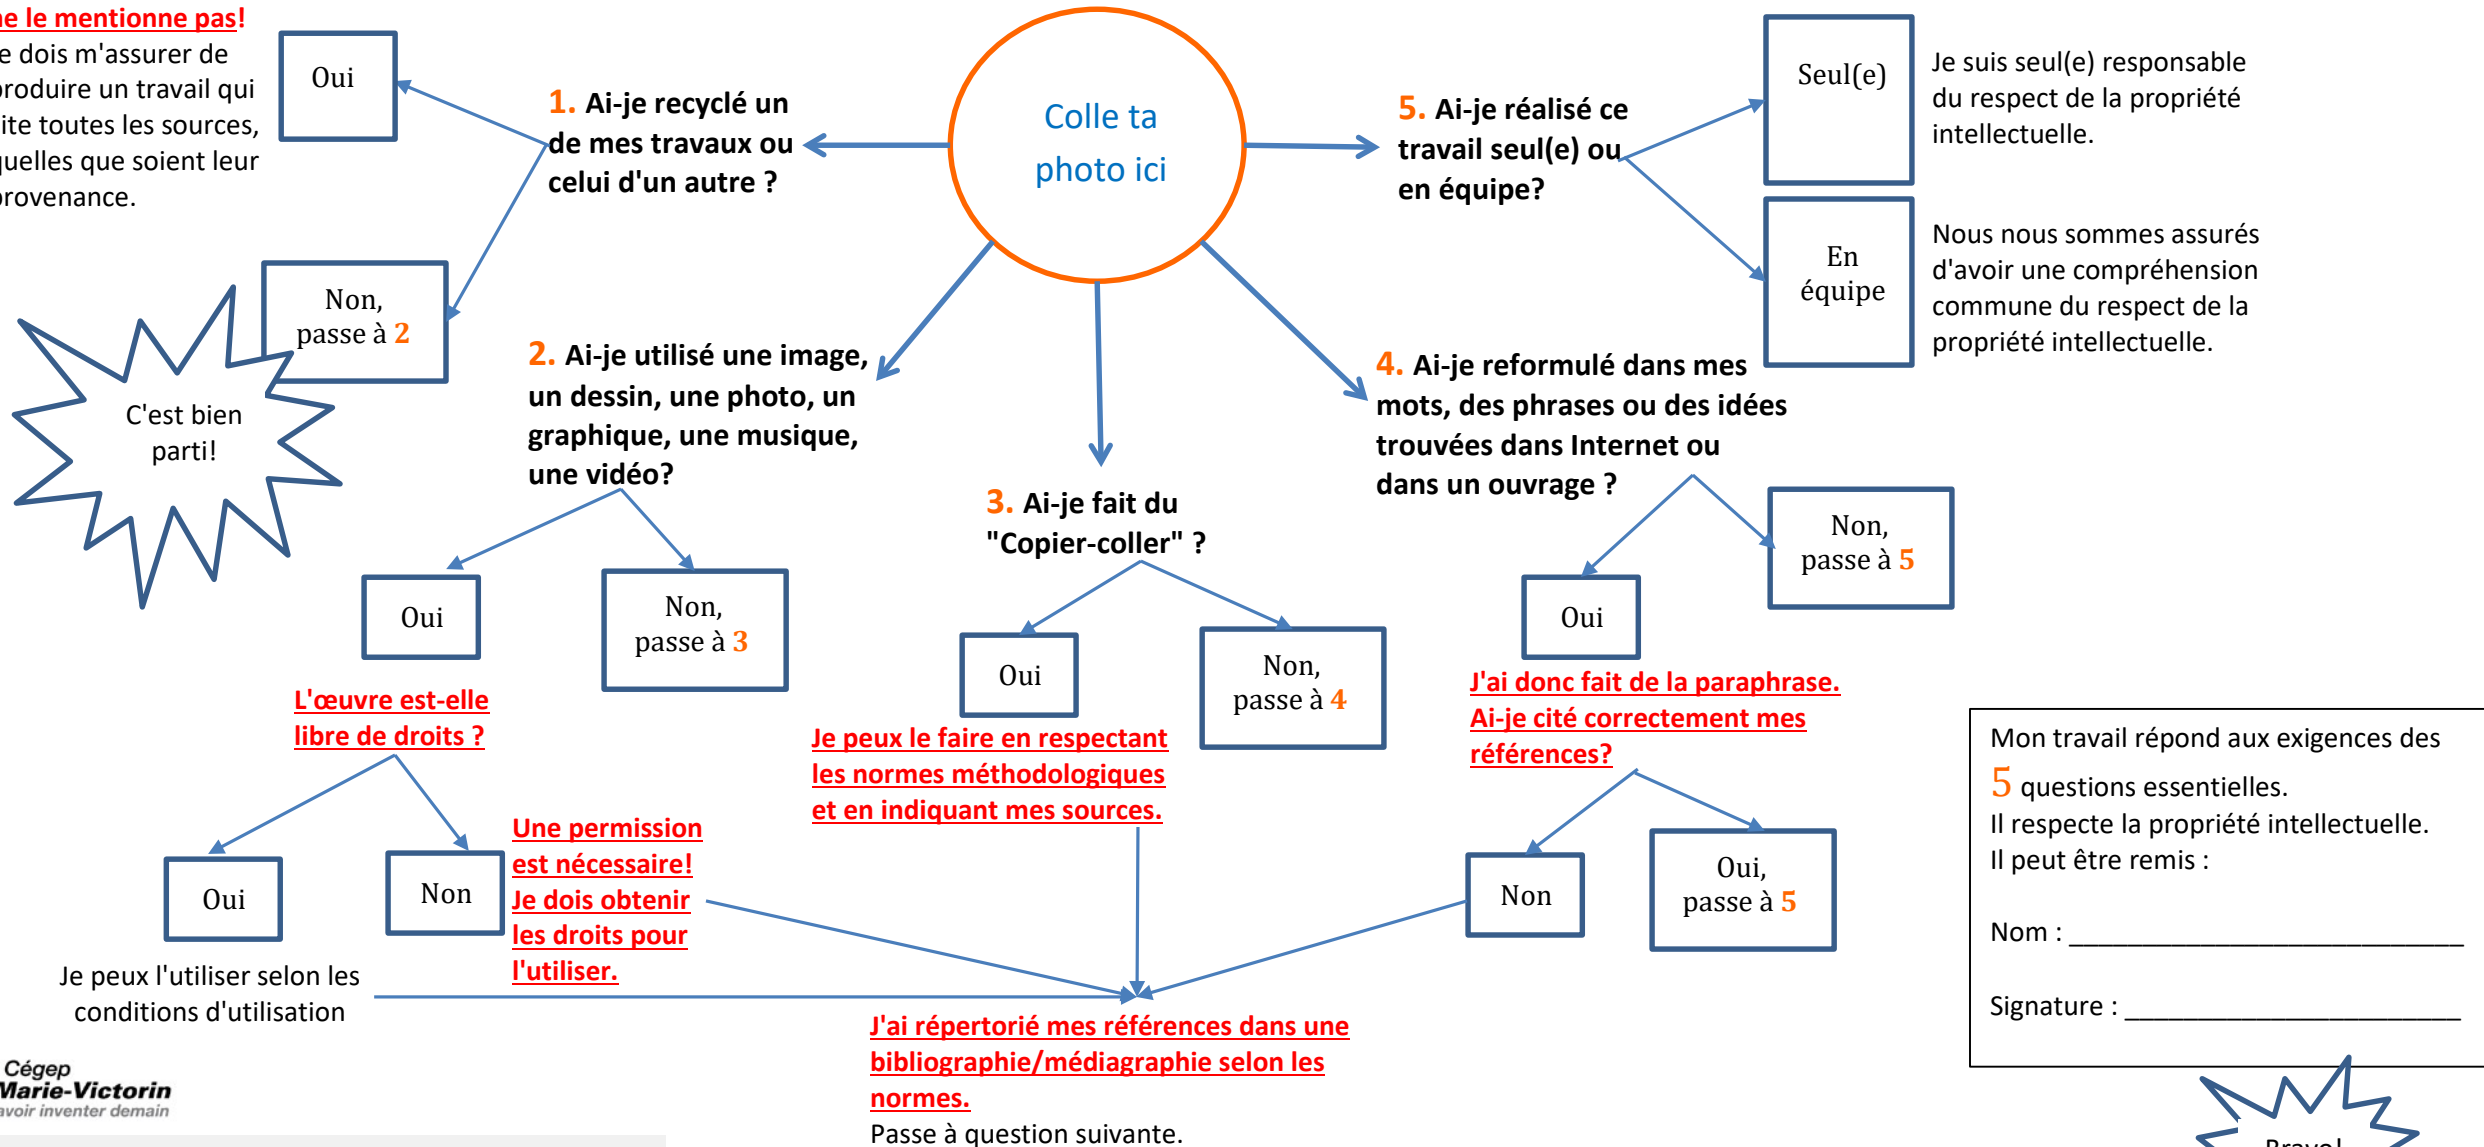 ne le mentionne pas!
e dois m'assurer de
produire un travail qui
ite toutes les sources,
quelles que soient leur
provenance.
Oui
1. Ai-je recyclé un
de mes travaux ou
celui d'un autre ?
Non,
passe à 2
C'est bien
parti!
Colle ta
photo ici
2. Ai-je utilisé une image,
un dessin, une photo, un
graphique, une musique,
une vidéo?
Oui
Non,
passe à 3
L'œuvre est-elle
libre de droits ?
Oui
Non
Une permission
est nécessaire!
Je dois obtenir
les droits pour
l'utiliser.
Je peux l'utiliser selon les
conditions d'utilisation
3. Ai-je fait du
"Copier-coller" ?
Oui
Non,
passe à 4
Je peux le faire en respectant
les normes méthodologiques
et en indiquant mes sources.
J'ai répertorié mes références dans une
bibliographie/médiagraphie selon les
normes.
Passe à question suivante.
4. Ai-je reformulé dans mes
mots, des phrases ou des idées
trouvées dans Internet ou
dans un ouvrage ?
Oui
Non,
passe à 5
J'ai donc fait de la paraphrase.
Ai-je cité correctement mes
références?
Non
Oui,
passe à 5
5. Ai-je réalisé ce
travail seul(e) ou
en équipe?
Seul(e)
Je suis seul(e) responsable
du respect de la propriété
intellectuelle.
En
équipe
Nous nous sommes assurés
d'avoir une compréhension
commune du respect de la
propriété intellectuelle.
Mon travail répond aux exigences des
5 questions essentielles.
Il respecte la propriété intellectuelle.
Il peut être remis :
Nom : ___________________________
Signature : _______________________
Bravo!
Cégep
Marie-Victorin
avoir inventer demain